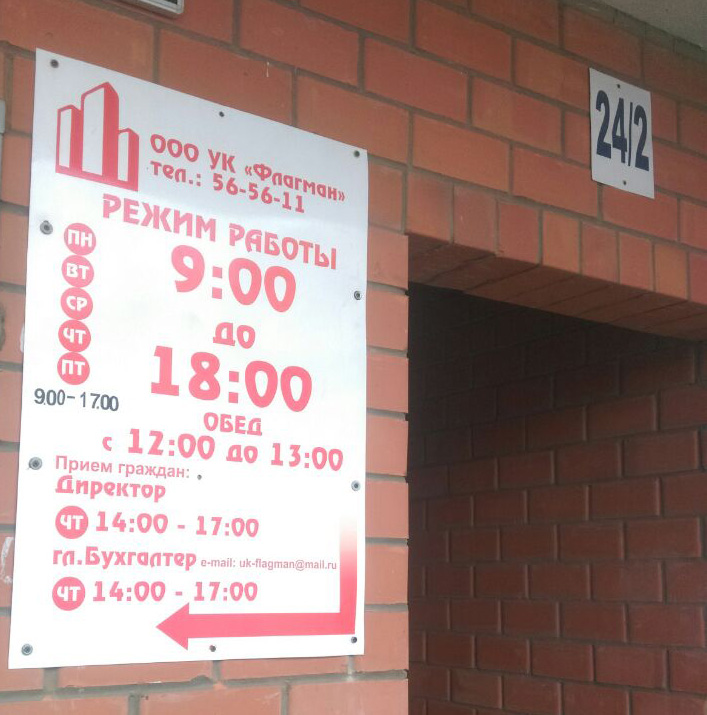 ООО УК «Флагман»
тел.: 56-56-11
РЕЖИМ РАБОТЫ
ПН
ВТ
СР
ЧТ
ПТ
9:00
до
18:00
9.00-17.00
ОБЕД
с 12:00 до 13:00
Прием граждан:
Директор
ЧТ 14:00 - 17:00
гл.Бухгалтер e-mail: uk-flagman@mail.ru
ЧТ 14:00 - 17:00
24/2